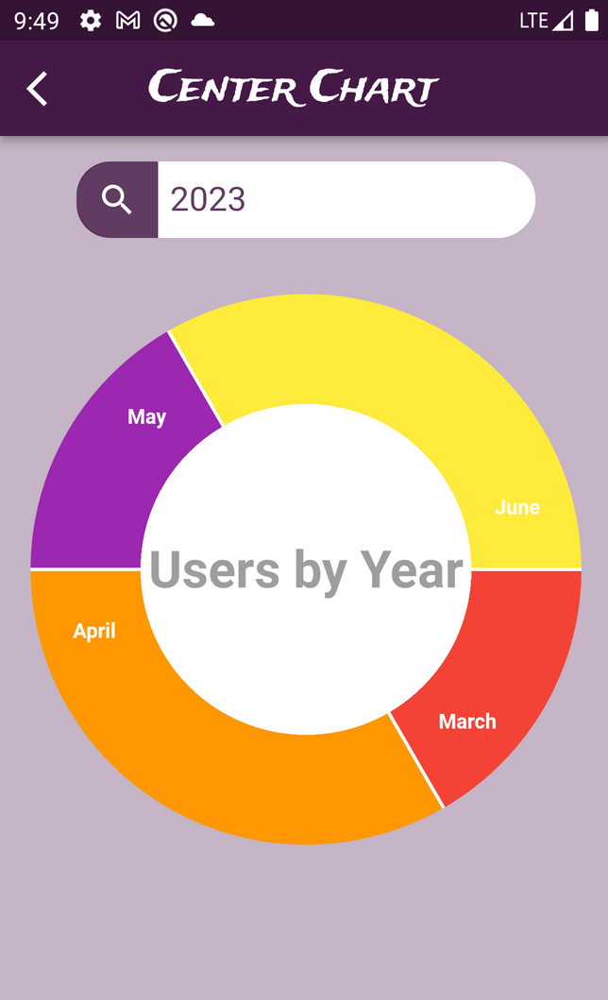 9:49
LTE
CENTER CHART
2023
May
June
Users by Year
April
March